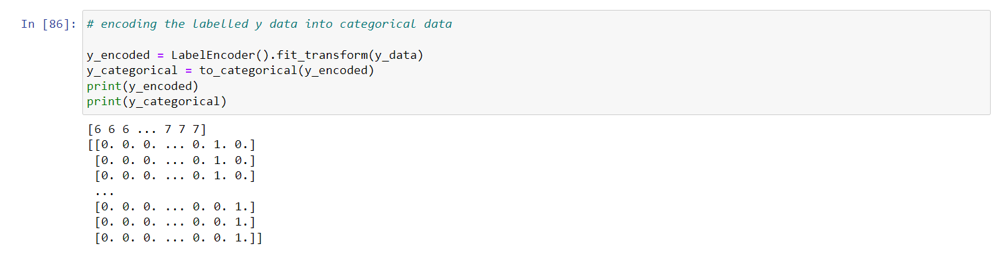 In [86]: # encoding the labelled y data into categorical data
y_encoded = LabelEncoder().fit_transform(y_data)
y_categorical = to_categorical(y_encoded)
print(y_encoded)
print(y_categorical)
[6 6 6 ... 7 7 7]
[[0. 0. 0. ... 0. 1. 0.]
[0. 0. 0. ... 0. 1. 0.]
[0. 0. 0. ... 0. 1. 0.]
...
[0. 0. 0. ... 0. 0. 1.]
[0. 0. 0. ... 0. 0. 1.]
[0. 0. 0. ... 0. 0. 1.]]